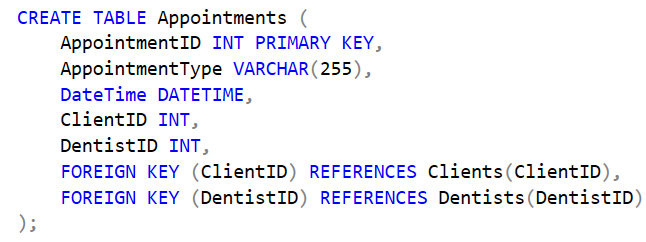 CREATE TABLE Appointments (
    AppointmentID INT PRIMARY KEY,
    AppointmentType VARCHAR(255),
    DateTime DATETIME,
    ClientID INT,
    DentistID INT,
    FOREIGN KEY (ClientID) REFERENCES Clients(ClientID),
    FOREIGN KEY (DentistID) REFERENCES Dentists(DentistID)
);